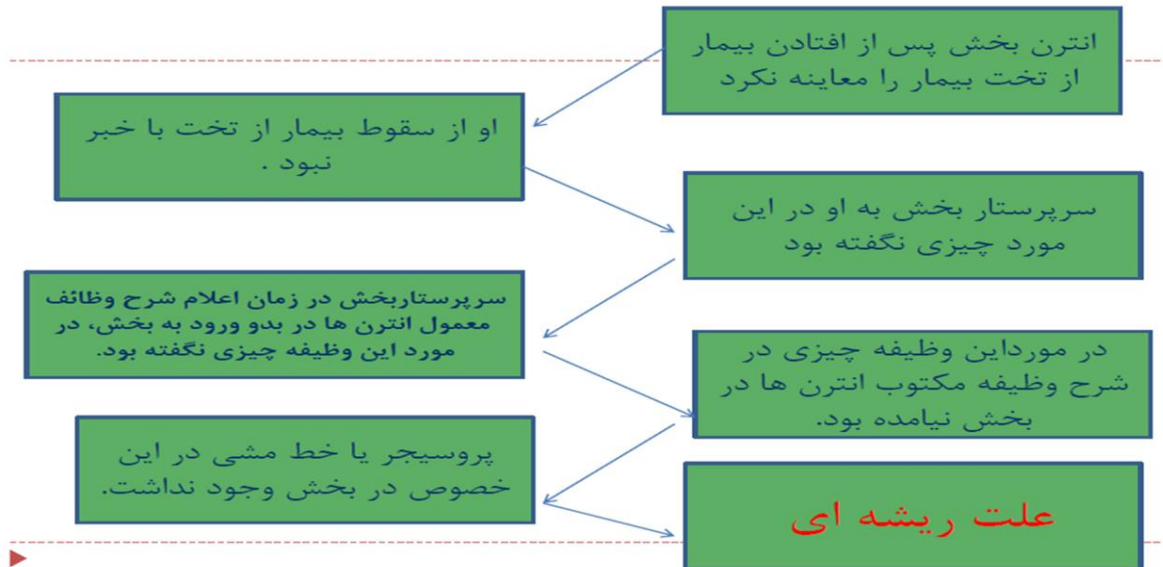 انترن بخش پس از افتادن بیمار
از تخت بیمار را معاینه نکرد
او از سقوط بیمار از تخت با خبر
نبود .
سرپرستار بخش به او در این
مورد چیزی نگفته بود
سرپرستاربخش در زمان اعلام شرح وظائف
معمول انترن ها در بدو ورود به بخش، در
مورد این وظیفه چیزی نگفته بود.
در مورداین وظیفه چیزی در
شرح وظیفه مکتوب انترن ها در
بخش نیامده بود.
پروسیجر یا خط مشی در این
خصوص در بخش وجود نداشت.
علت ریشه ای